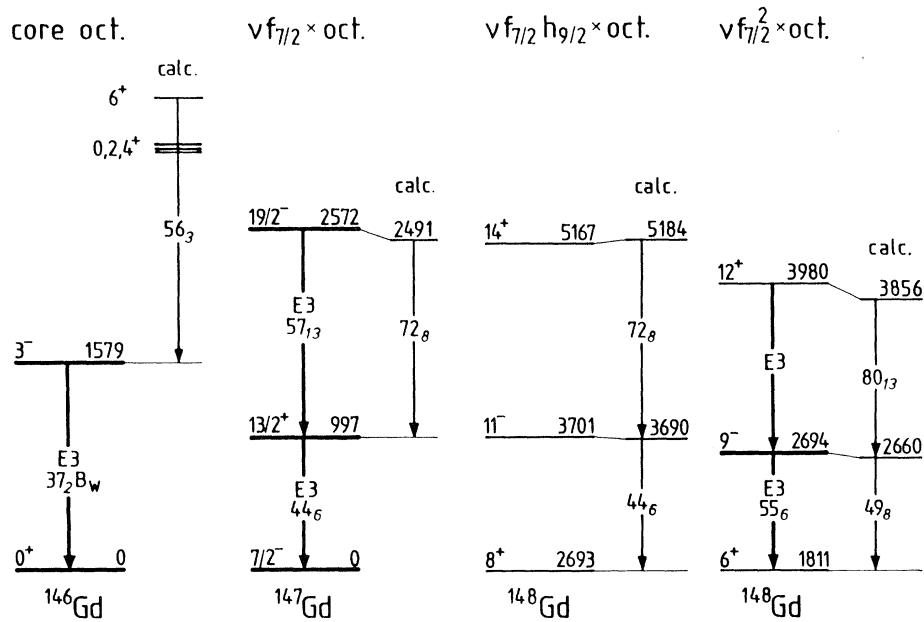 core oct.
νf7/2 × oct.
νf7/2 h9/2 × oct.
νf7/2² × oct.
calc.
6⁺
0,2,4⁺
56₃
3⁻ 1579
E3
37₂B_W
0⁺ 0
¹⁴⁶Gd
calc.
19/2⁻ 2572
2491
E3
57₁₃
72₈
13/2⁺ 997
E3
44₆
7/2⁻ 0
¹⁴⁷Gd
calc.
14⁺ 5167
5184
72₈
11⁻ 3701
3690
44₆
8⁺ 2693
¹⁴⁸Gd
calc.
12⁺ 3980
3856
E3
80₁₃
9⁻ 2694
2660
E3
55₆
49₈
6⁺ 1811
¹⁴⁸Gd